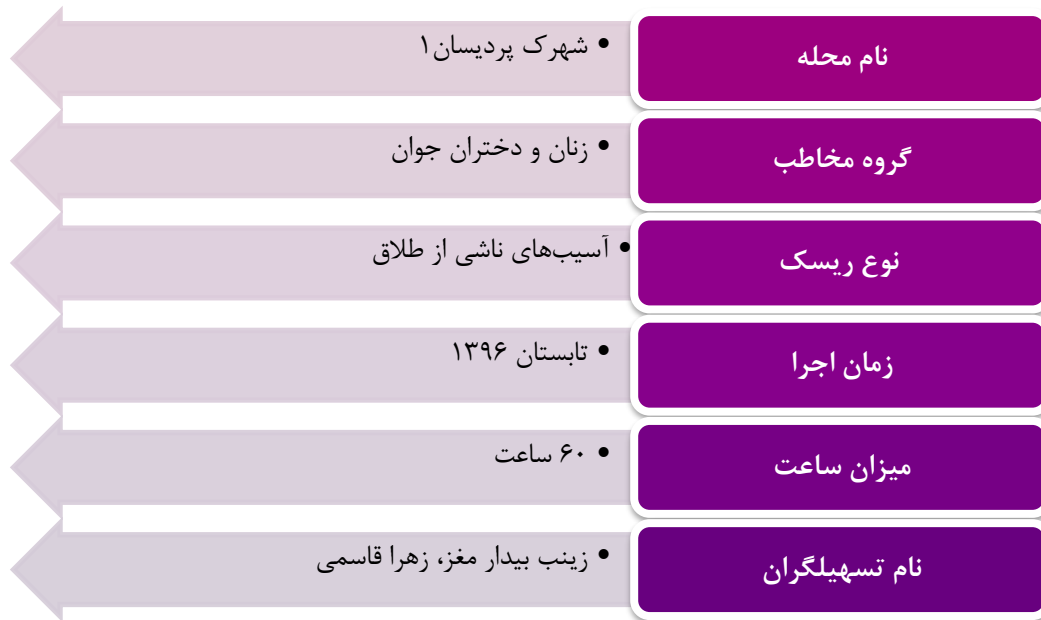 نام محله
• شهرک پردیسان۱
گروه مخاطب
• زنان و دختران جوان
نوع ریسک
• آسیب‌های ناشی از طلاق
زمان اجرا
• تابستان ۱۳۹۶
میزان ساعت
• ۶۰ ساعت
نام تسهیلگران
• زینب بیدار مغز، زهرا قاسمی